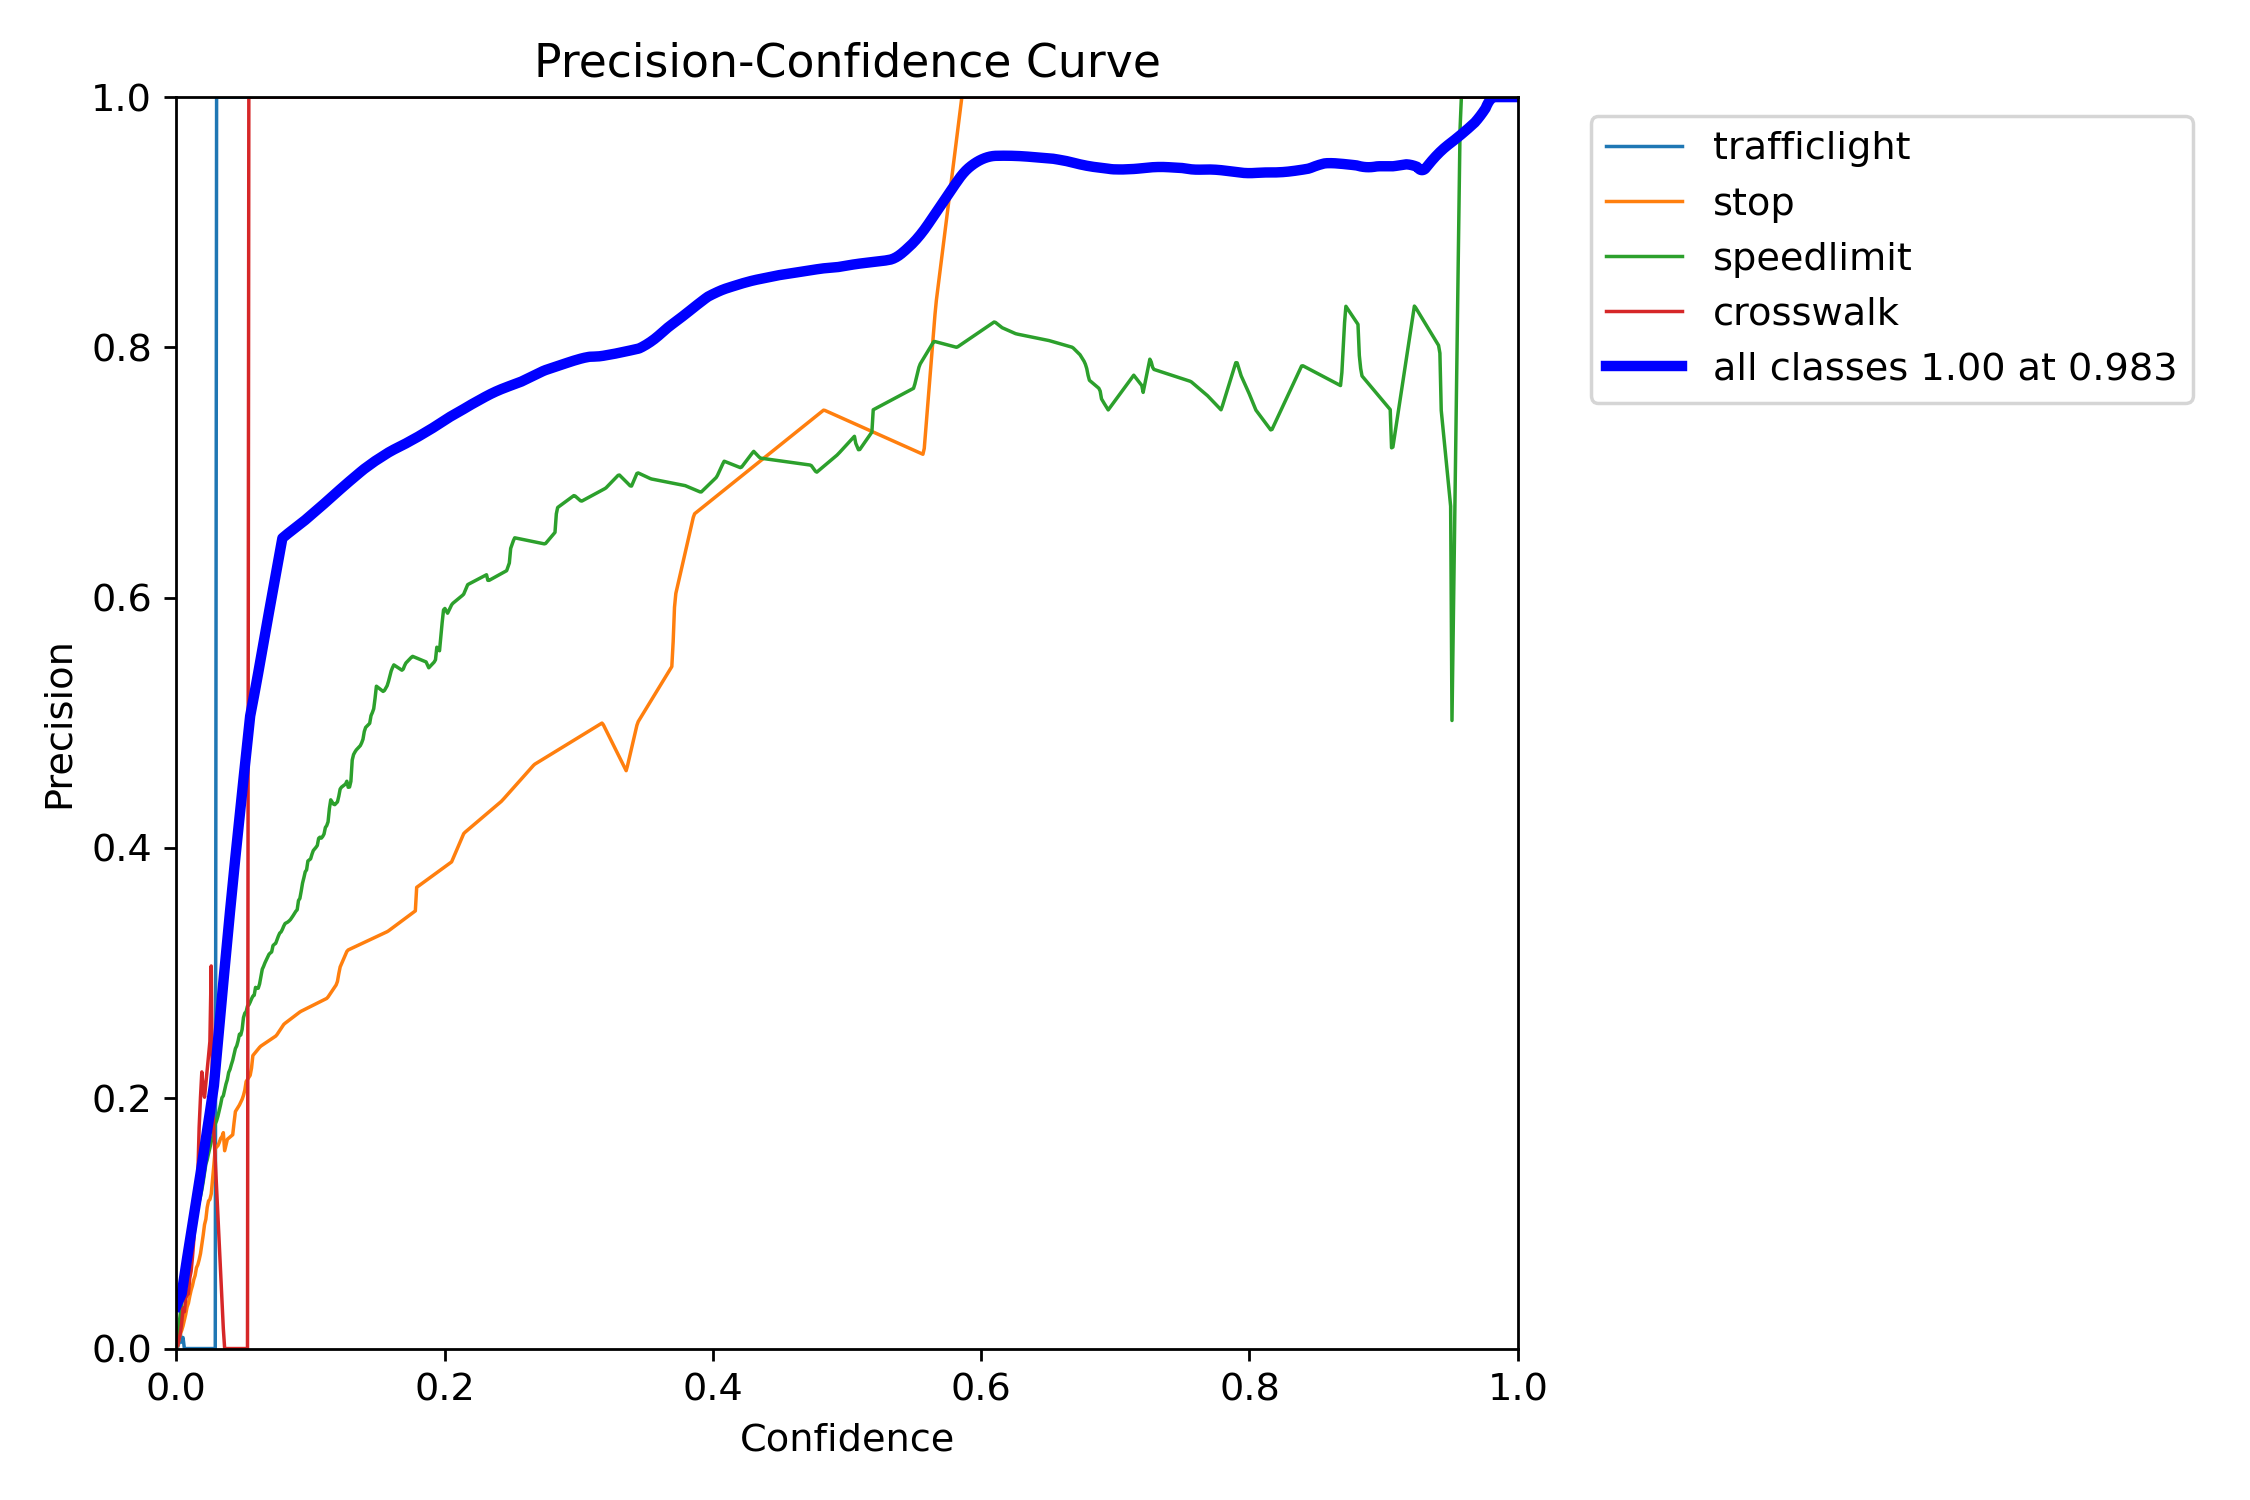 Precision-Confidence Curve
1.0
0.8
0.6
0.4
0.2
0.0
Precision
0.0 0.2 0.4 0.6 0.8 1.0
Confidence
trafficlight
stop
speedlimit
crosswalk
all classes 1.00 at 0.983